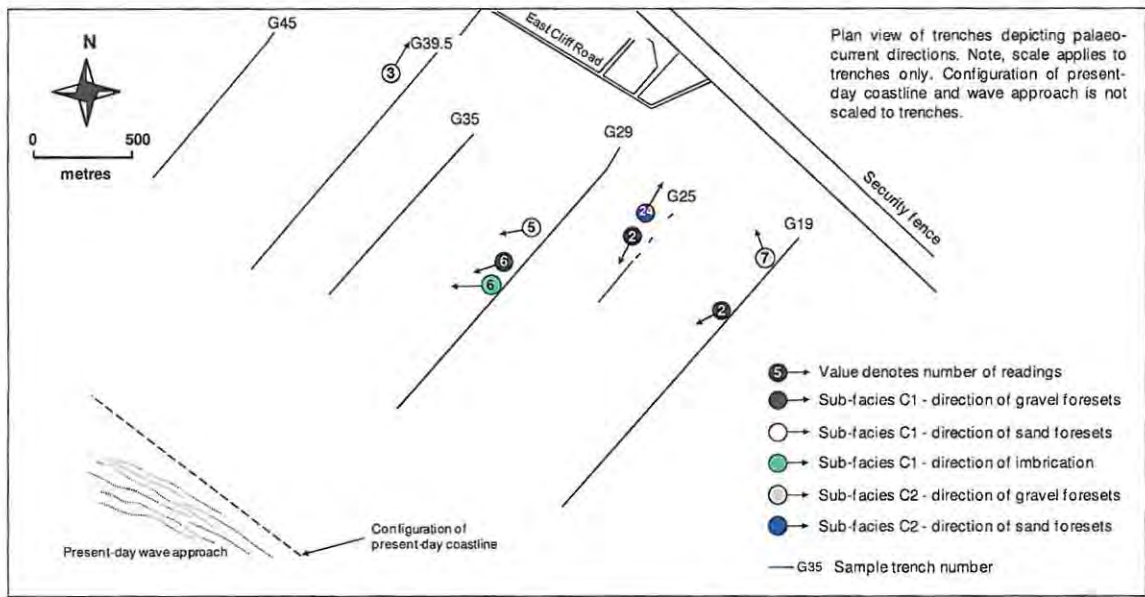 G45
N
G39.5
3
East Cliff Road
Plan view of trenches depicting palaeo-
current directions. Note, scale applies to
trenches only. Configuration of present-
day coastline and wave approach is not
scaled to trenches.
0 500
metres
G35
G29
Security fence
24
G25
5
2
G19
7
6
6
2
5 Value denotes number of readings
Sub-facies C1 - direction of gravel foresets
Sub-facies C1 - direction of sand foresets
Sub-facies C1 - direction of imbrication
Sub-facies C2 - direction of gravel foresets
Sub-facies C2 - direction of sand foresets
G35 Sample trench number
Configuration of
present-day coastline
Present-day wave approach